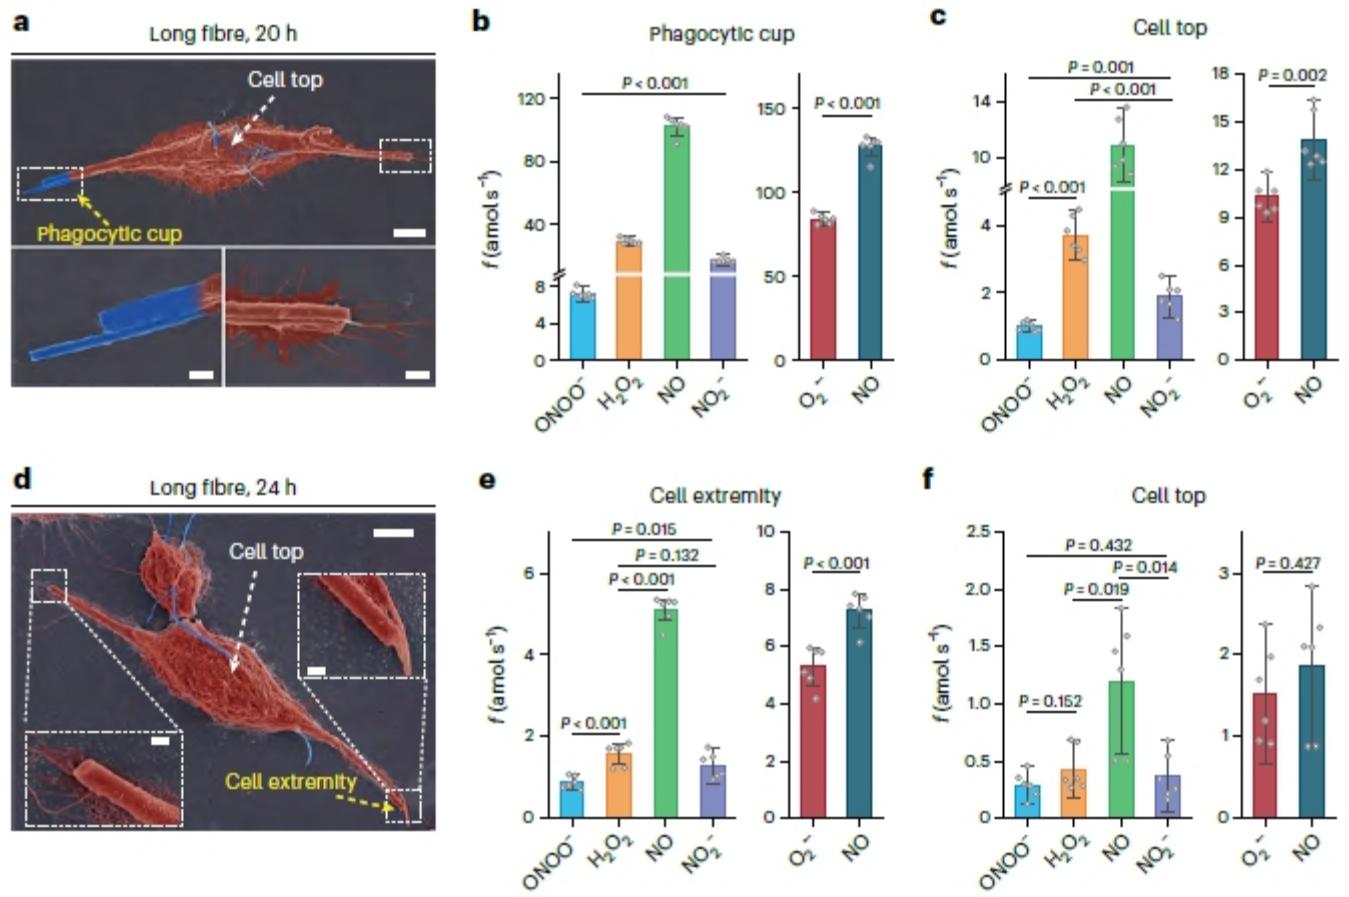 a
Long fibre, 20 h
Cell top
Phagocytic cup
b
Phagocytic cup
P < 0.001
120
80
40
8
4
0
f (amol s⁻¹)
ONOO⁻
H₂O₂
NO
NO₂⁻
P < 0.001
150
100
50
0
O₂•⁻
NO
c
Cell top
P = 0.001
P < 0.001
P < 0.001
14
10
4
2
0
f (amol s⁻¹)
ONOO⁻
H₂O₂
NO
NO₂⁻
P = 0.002
18
15
12
9
6
3
0
O₂•⁻
NO
d
Long fibre, 24 h
Cell top
Cell extremity
e
Cell extremity
P = 0.015
P = 0.132
P < 0.001
P < 0.001
6
4
2
0
f (amol s⁻¹)
ONOO⁻
H₂O₂
NO
NO₂⁻
P < 0.001
10
8
6
4
2
0
O₂•⁻
NO
f
Cell top
P = 0.432
P = 0.014
P = 0.019
P = 0.152
2.5
2.0
1.5
1.0
0.5
0
f (amol s⁻¹)
ONOO⁻
H₂O₂
NO
NO₂⁻
P = 0.427
3
2
1
0
O₂•⁻
NO